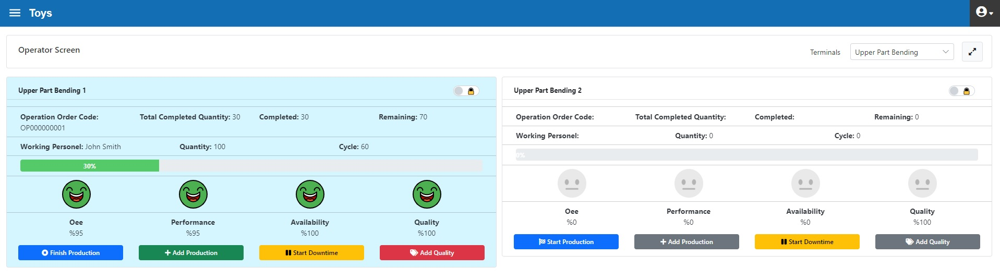 Toys
Operator Screen
Terminals Upper Part Bending
Upper Part Bending 1
Operation Order Code: Total Completed Quantity: 30 Completed: 30 Remaining: 70
OP000000001
Working Personel: John Smith Quantity: 100 Cycle: 60
30%
Oee Performance Availability Quality
%95 %95 %100 %100
Finish Production Add Production Start Downtime Add Quality
Upper Part Bending 2
Operation Order Code: Total Completed Quantity: Completed: Remaining: 0
Working Personel: Quantity: 0 Cycle: 0
0%
Oee Performance Availability Quality
%0 %0 %0 %100
Start Production Add Production Start Downtime Add Quality